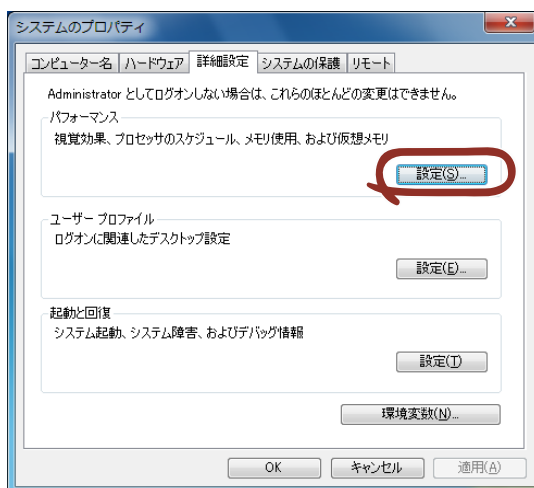 システムのプロパティ
コンピューター名 ハードウェア 詳細設定 システムの保護 リモート
Administrator としてログオンしない場合は、これらのほとんどの変更はできません。
パフォーマンス
視覚効果、プロセッサのスケジュール、メモリ使用、および仮想メモリ
設定(S)...
ユーザー プロファイル
ログオンに関連したデスクトップ設定
設定(E)...
起動と回復
システム起動、システム障害、およびデバッグ情報
設定(T)
環境変数(N)...
OK キャンセル 適用(A)